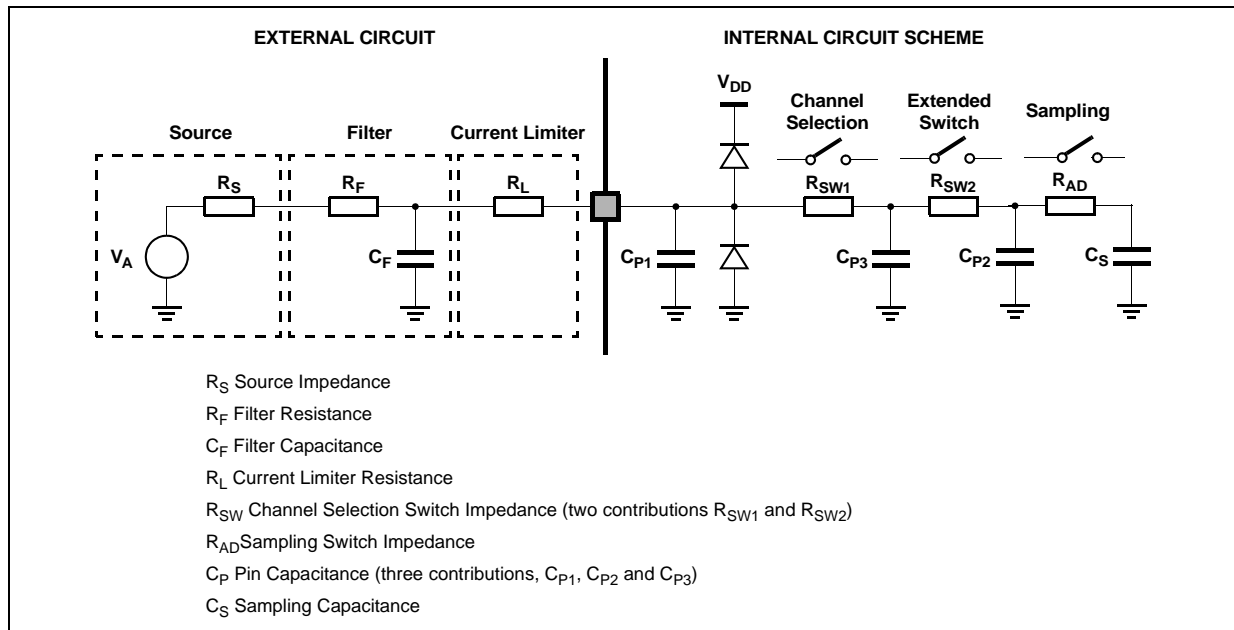 EXTERNAL CIRCUIT
INTERNAL CIRCUIT SCHEME
VDD
Channel
Selection
Extended
Switch
Sampling
Source
Filter
Current Limiter
RS
RF
RL
RSW1
RSW2
RAD
VA
CF
CP1
CP3
CP2
CS
RS Source Impedance
RF Filter Resistance
CF Filter Capacitance
RL Current Limiter Resistance
RSW Channel Selection Switch Impedance (two contributions RSW1 and RSW2)
RADSampling Switch Impedance
CP Pin Capacitance (three contributions, CP1, CP2 and CP3)
CS Sampling Capacitance